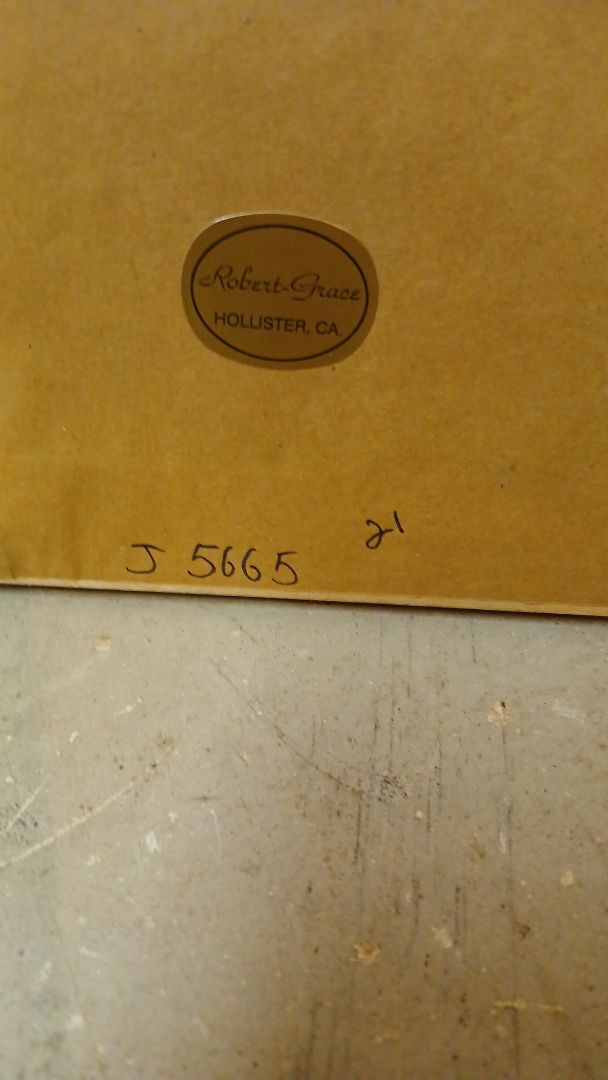 Robert-Grace
HOLLISTER, CA.
21
J 5665